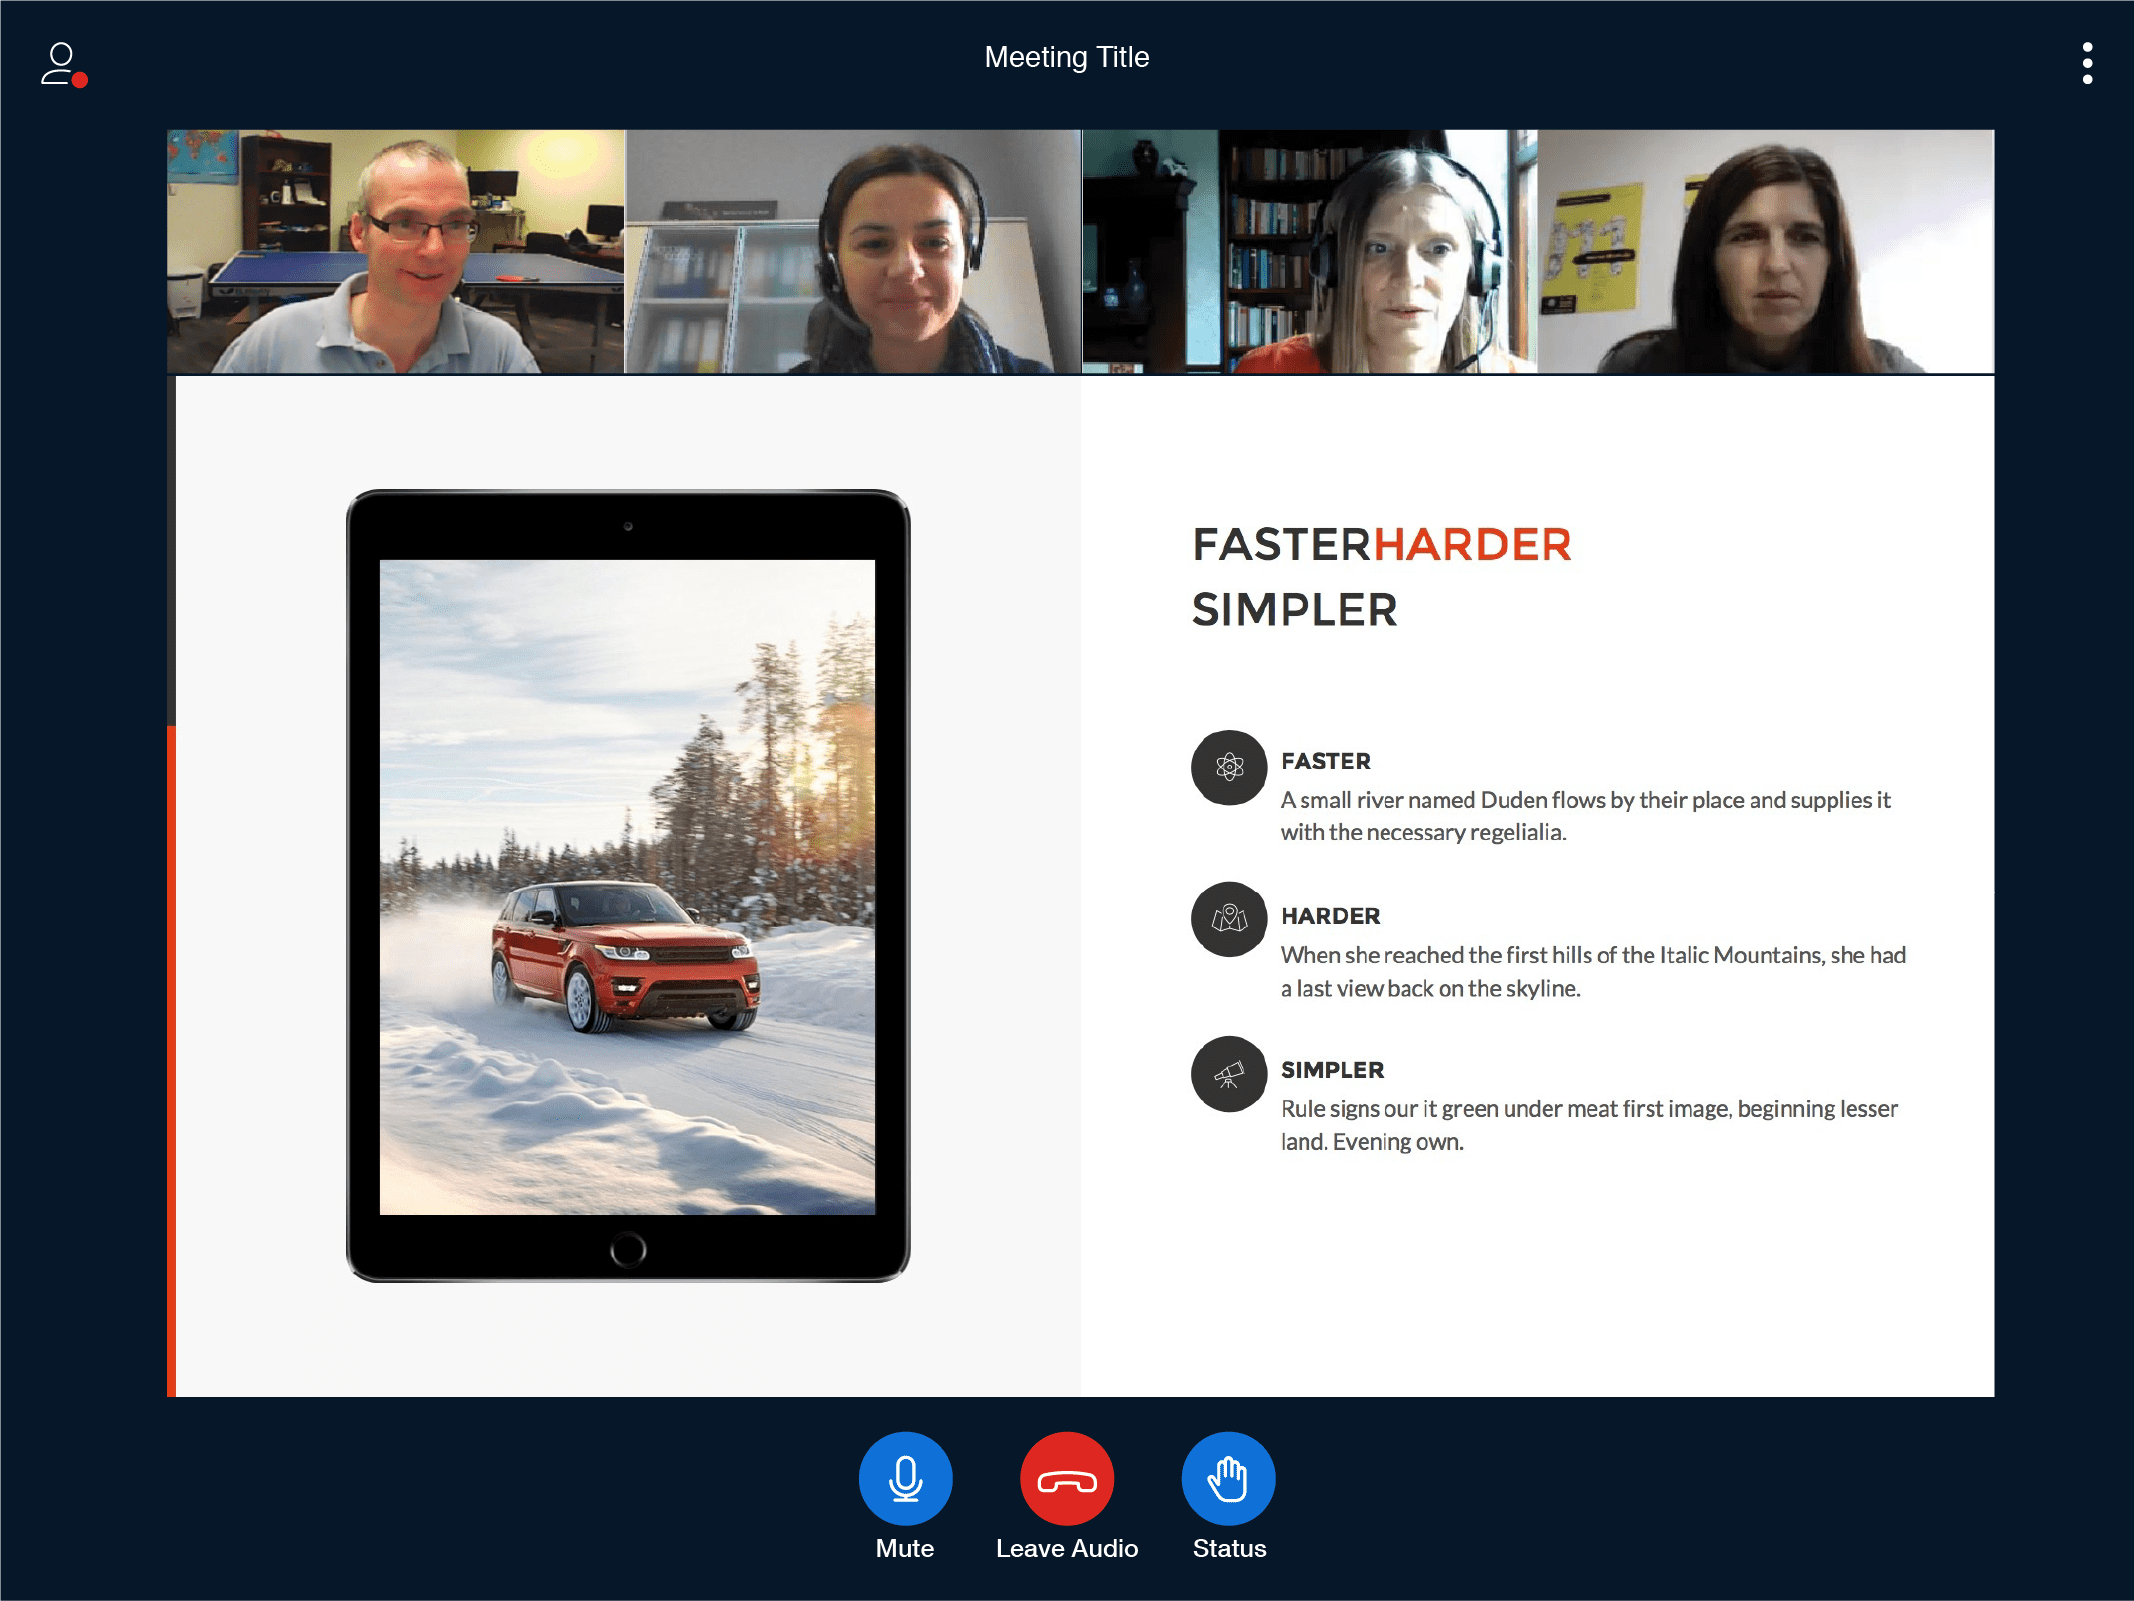 Meeting Title
FASTERHARDER
SIMPLER
FASTER
A small river named Duden flows by their place and supplies it
with the necessary regelialia.
HARDER
When she reached the first hills of the Italic Mountains, she had
a last view back on the skyline.
SIMPLER
Rule signs our it green under meat first image, beginning lesser
land. Evening own.
Mute
Leave Audio
Status